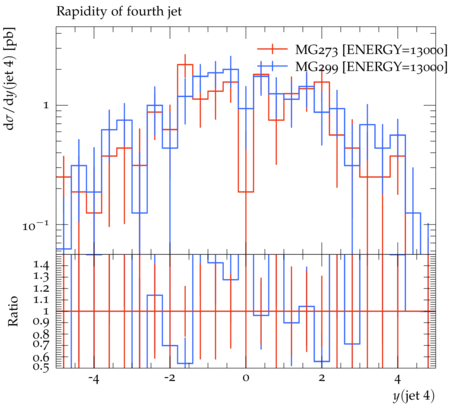 Rapidity of fourth jet
MG273 [ENERGY=13000]
MG299 [ENERGY=13000]
dσ/dy(jet 4) [pb]
1
10⁻¹
Ratio
1.4
1.3
1.2
1.1
1
0.9
0.8
0.7
0.6
0.5
-4 -2 0 2 4
y(jet 4)